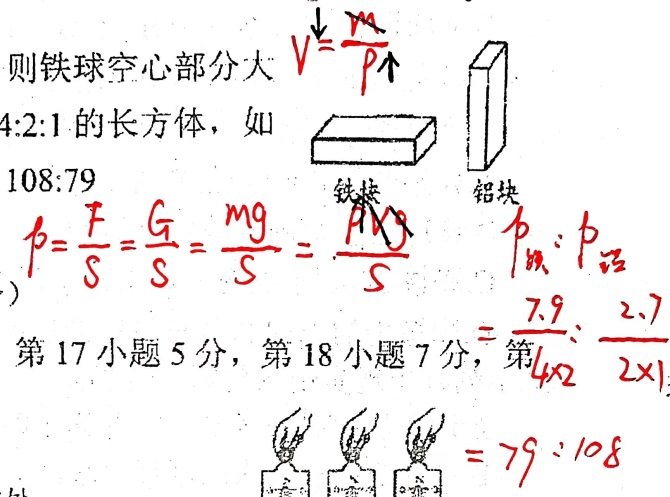 V = m/ρ
则铁球空心部分大
4:2:1 的长方体，如
108:79
铁块
铝块
p = F/S = G/S = mg/S = ρVg/S
p铁 : p铝
= 7.9/4×2 : 2.7/2×1
第 17 小题 5 分，第 18 小题 7 分，第
= 79 : 108